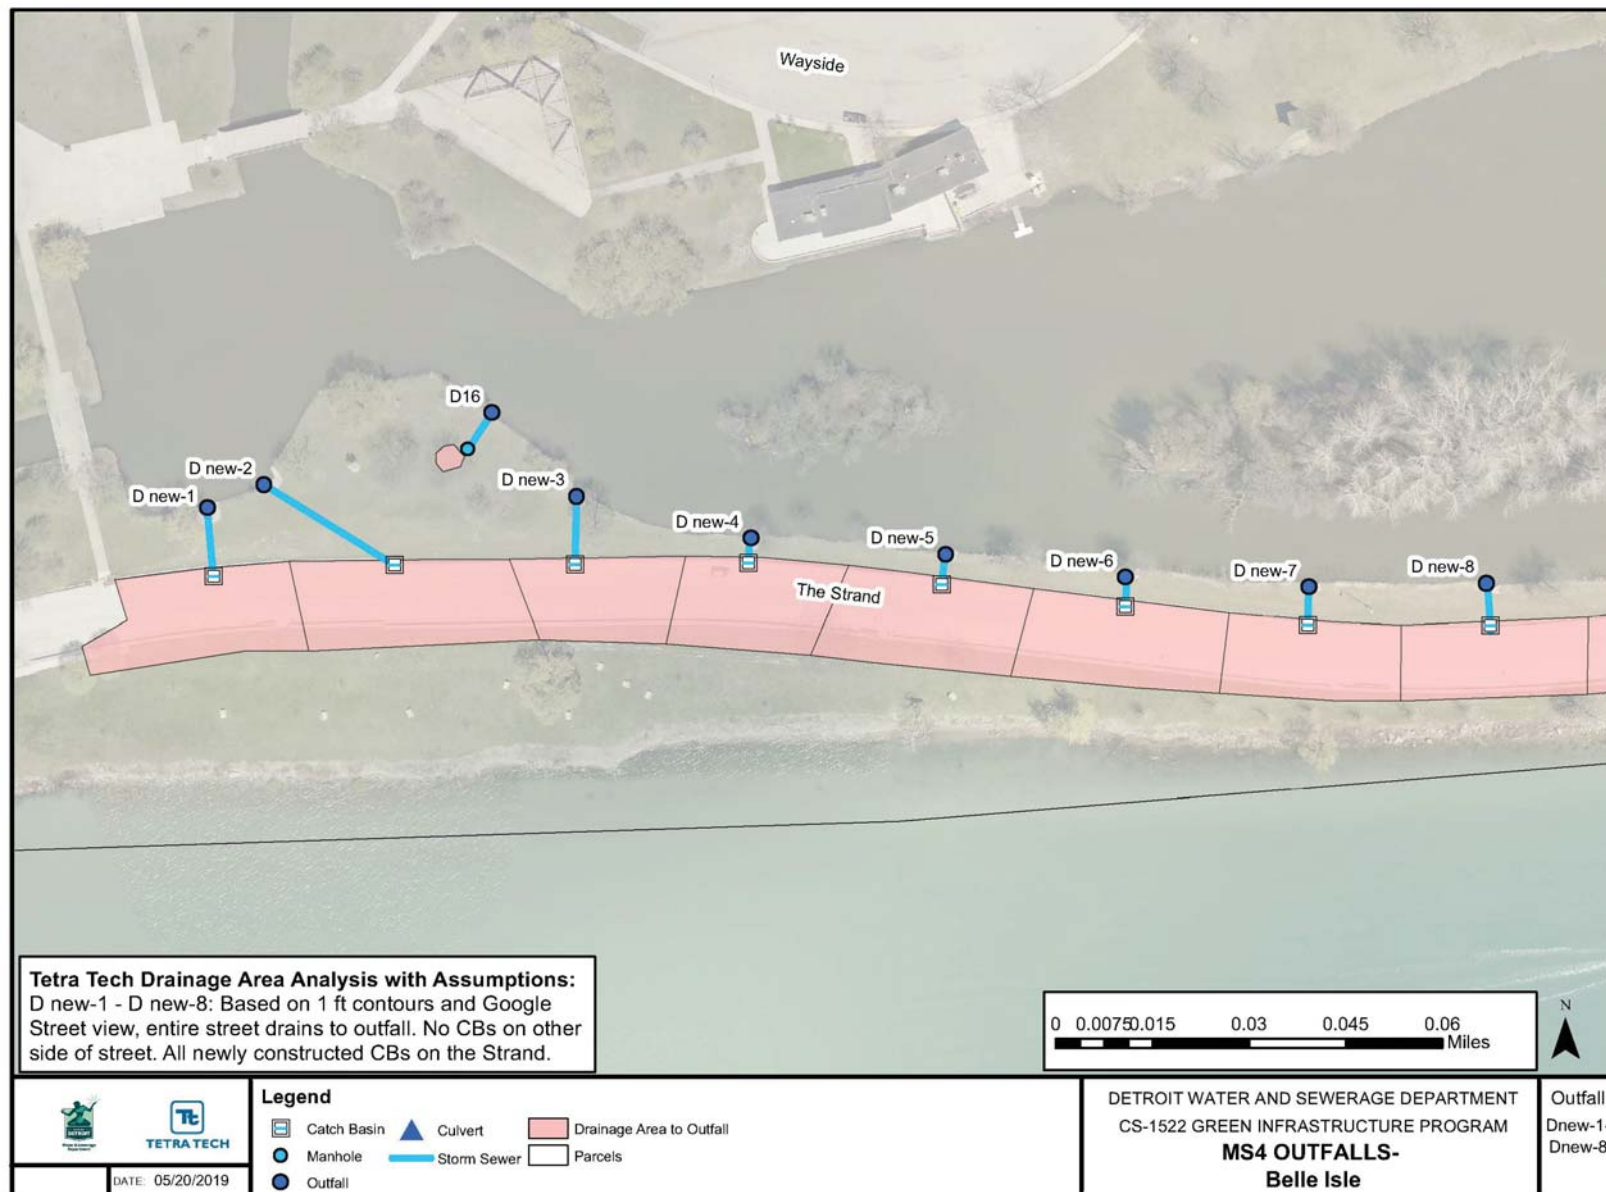 Wayside
D16
D new-2
D new-1
D new-3
D new-4
D new-5
D new-6
D new-7
D new-8
The Strand
Tetra Tech Drainage Area Analysis with Assumptions:
D new-1 - D new-8: Based on 1 ft contours and Google
Street view, entire street drains to outfall. No CBs on other
side of street. All newly constructed CBs on the Strand.
0 0.0075 0.015 0.03 0.045 0.06
Miles
N
TETRA TECH
DATE: 05/20/2019
Legend
Catch Basin
Manhole
Outfall
Culvert
Storm Sewer
Drainage Area to Outfall
Parcels
DETROIT WATER AND SEWERAGE DEPARTMENT
CS-1522 GREEN INFRASTRUCTURE PROGRAM
MS4 OUTFALLS-
Belle Isle
Outfall
Dnew-1-
Dnew-8